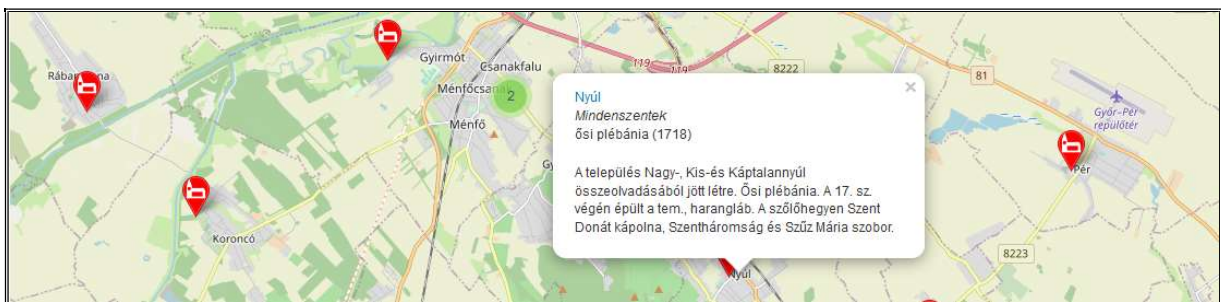 Gyirmót
Csanakfalu
119
119
8222
Ménfőcsana
2
81
Győr–Pér
repülőtér
Ménfő
Pér
Koroncó
8223
Nyúl
×
Nyúl
Mindenszentek
ősi plébánia (1718)
A település Nagy-, Kis-és Káptalannyúl
összeolvadásából jött létre. Ősi plébánia. A 17. sz.
végén épült a tem., harangláb. A szőlőhegyen Szent
Donát kápolna, Szentháromság és Szűz Mária szobor.